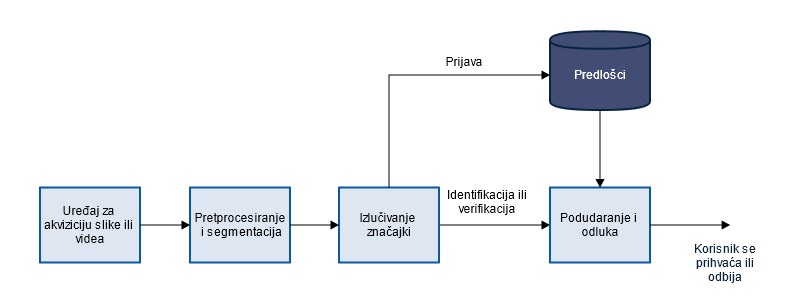 Prijava
Predlošci
Uređaj za
akviziciju slike ili
videa
Pretprocesiranje
i segmentacija
Izlučivanje
značajki
Identifikacija ili
verifikacija
Podudaranje i
odluka
Korisnik se
prihvaća ili
odbija